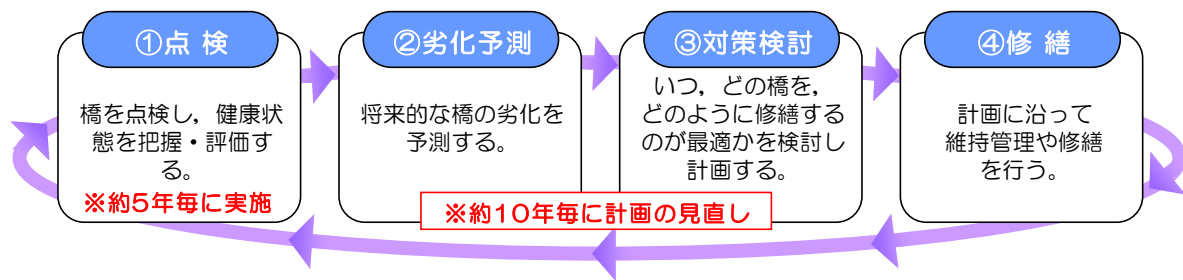 ①点 検
橋を点検し，健康状
態を把握・評価す
る。
※約5年毎に実施
②劣化予測
将来的な橋の劣化を
予測する。
③対策検討
いつ，どの橋を，
どのように修繕する
のが最適かを検討し
計画する。
※約10年毎に計画の見直し
④修 繕
計画に沿って
維持管理や修繕
を行う。